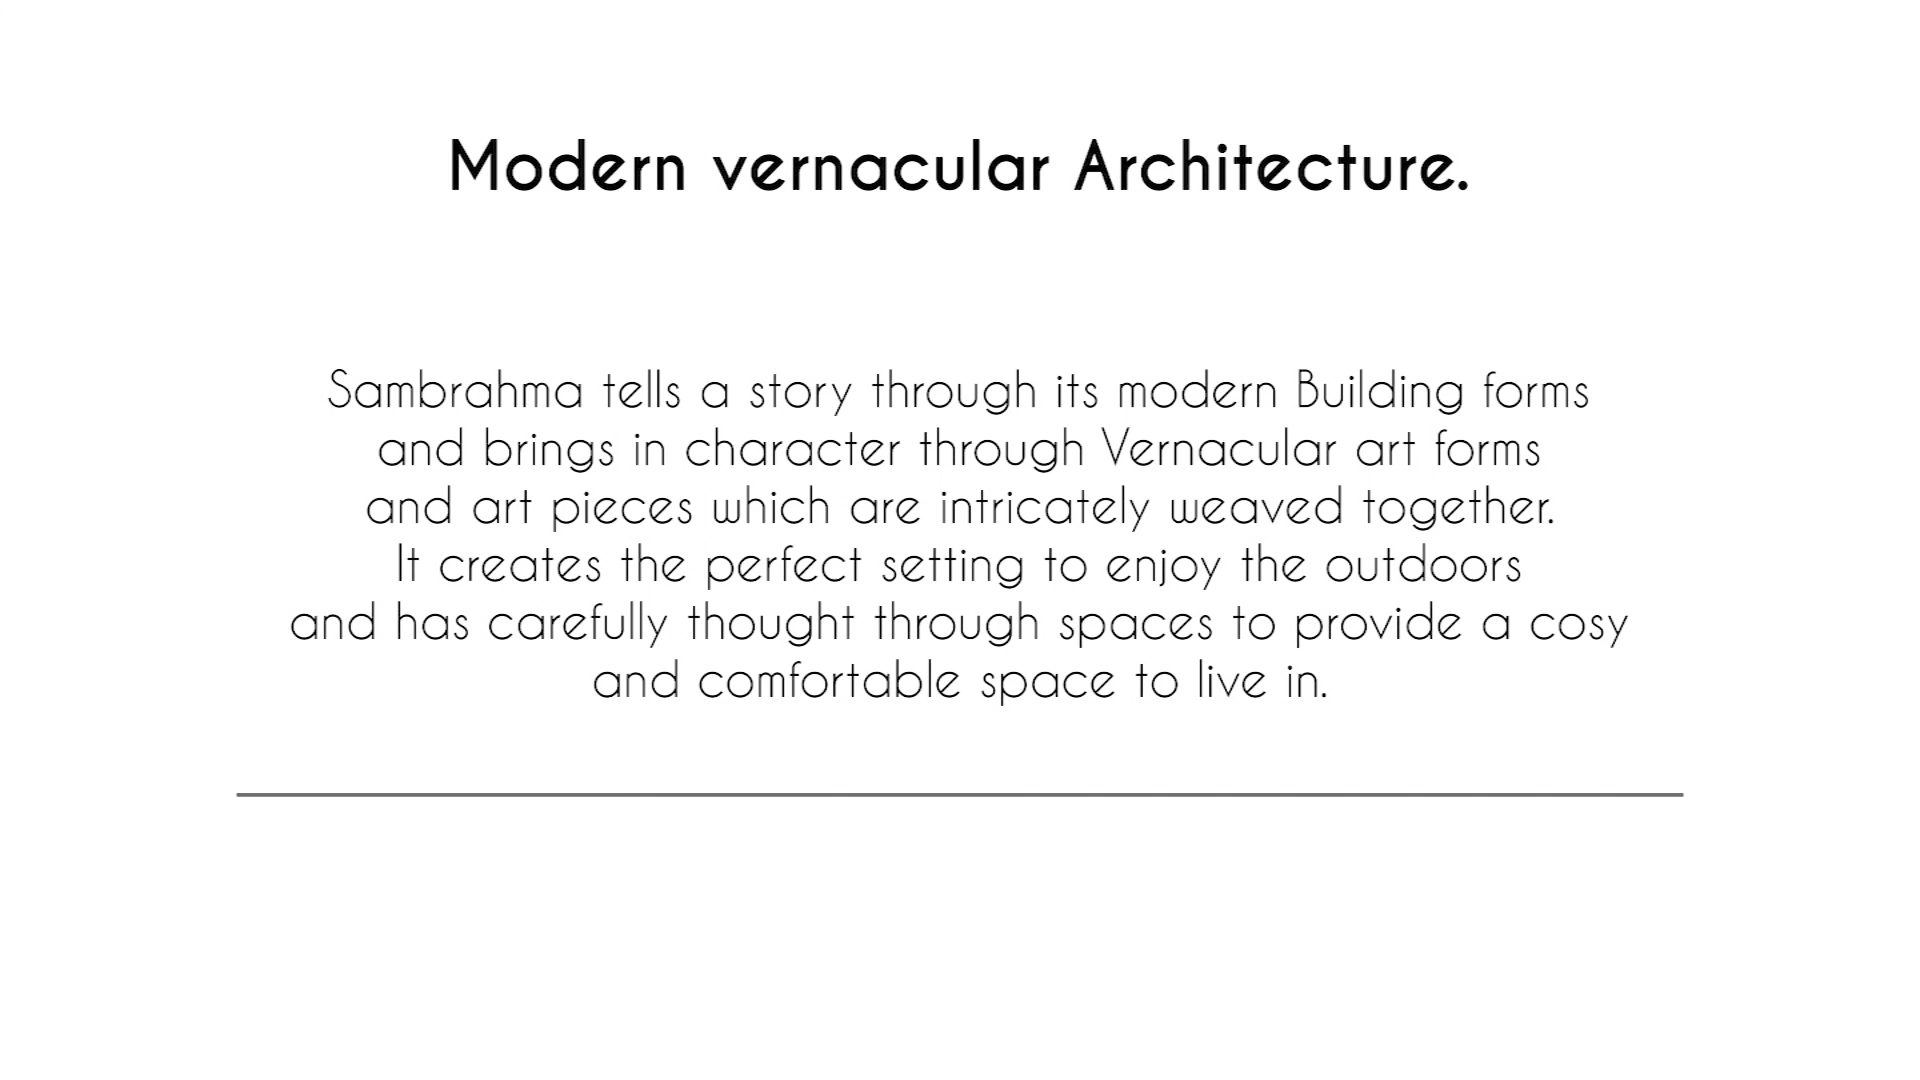 Modern vernacular Architecture.
Sambrahma tells a story through its modern Building forms
and brings in character through Vernacular art forms
and art pieces which are intricately weaved together.
It creates the perfect setting to enjoy the outdoors
and has carefully thought through spaces to provide a cosy
and comfortable space to live in.